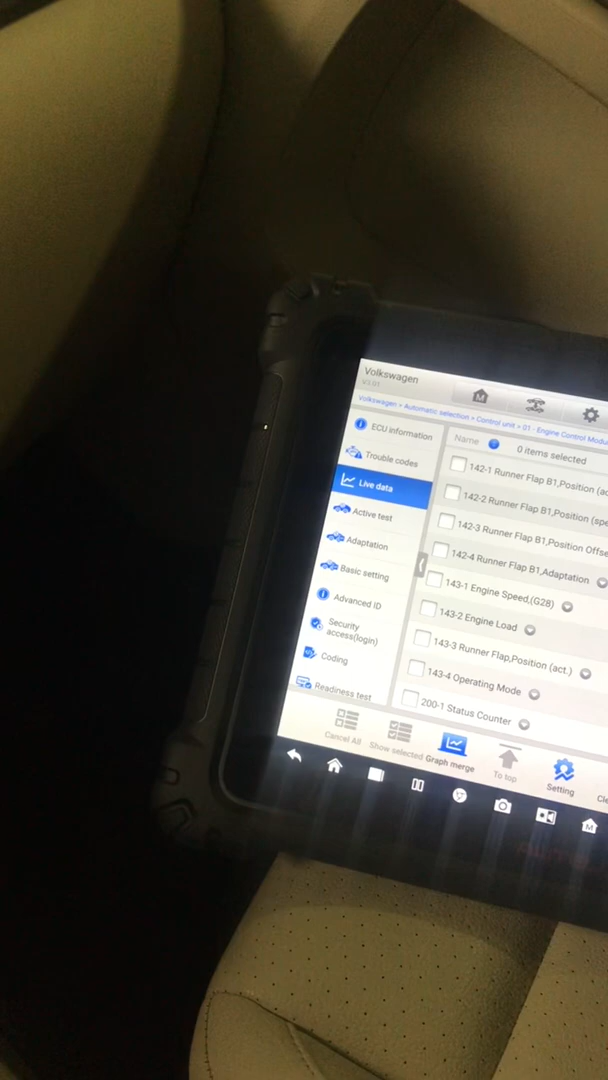 Volkswagen
V3.01
Volkswagen > Automatic selection > Control unit > 01 - Engine Control Modu
ECU information
Trouble codes
Live data
Active test
Adaptation
Basic setting
Advanced ID
Security
access(login)
Coding
Readiness test
Name
0 items selected
142-1 Runner Flap B1,Position (ac
142-2 Runner Flap B1,Position (spe
142-3 Runner Flap B1,Position Offse
142-4 Runner Flap B1,Adaptation
143-1 Engine Speed,(G28)
143-2 Engine Load
143-3 Runner Flap,Position (act.)
143-4 Operating Mode
200-1 Status Counter
Cancel All
Show selected
Graph merge
To top
Setting
Cle